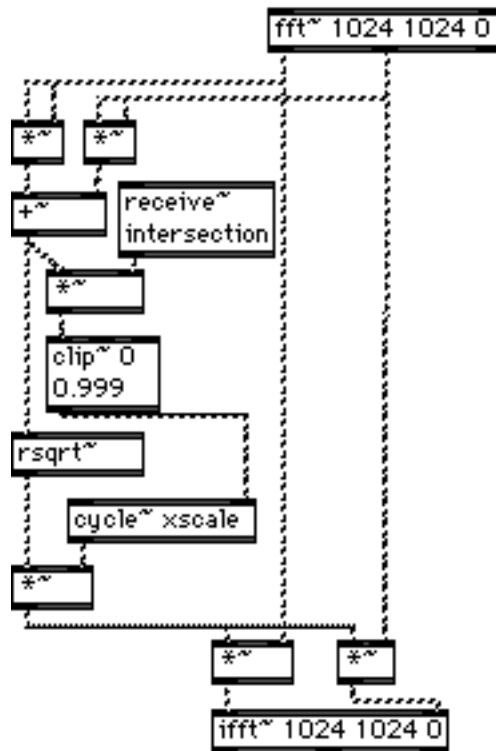 fft~ 1024 1024 0
*~ *~
+~
receive~
intersection
*~
clip~ 0
0.999
rsqrt~
cycle~ xscale
*~
*~ *~
ifft~ 1024 1024 0